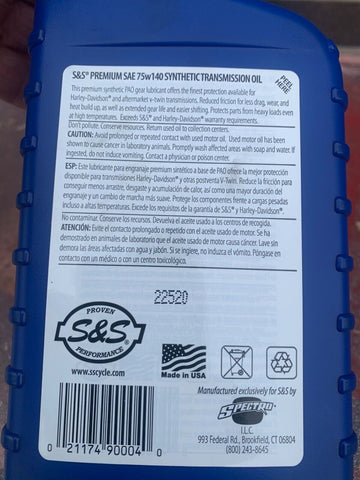 S&S® PREMIUM SAE 75w140 SYNTHETIC TRANSMISSION OIL
PEEL
HERE
This premium synthetic PAO gear lubricant offers the finest protection available for
Harley-Davidson® and aftermarket v-twin transmissions. Reduced friction for less drag, wear, and
heat build up, as well as extended gear life and easier shifting. Protects parts from heavy loads even
at high temperatures. Exceeds S&S® and Harley-Davidson® warranty requirements.
Don't pollute. Conserve resources. Return used oil to collection centers.
CAUTION: Avoid prolonged or repeated contact with used motor oil. Used motor oil has been
shown to cause cancer in laboratory animals. Promptly wash affected areas with soap and water. If
ingested, do not induce vomiting. Contact a physician or poison center.
ESP: Este lubricante para engranaje premium sintético a base de PAO ofrece la mejor protección
disponible para transmisiones Harley-Davidson® y otras postventa V-Twin. Reduce la fricción para
conseguir menos arrastre, desgaste y acumulación de calor, así como una mayor duración del
engranaje y un cambio de marcha más suave. Protege los componentes frente a cargas pesadas
incluso a altas temperaturas. Excede los requisitos de la garantía de S&S® y Harley-Davidson®.
No contaminar. Conserve los recursos. Devuelva el aceite usado a los centros de recogida.
ATENCIÓN: Evite el contacto prolongado o repetido con el aceite usado de motor. Se ha
demostrado en animales de laboratorio que el aceite de motor usado causa cáncer. Lave sin
demora las áreas afectadas con agua y jabón. Si se ingiere, no induzca el vómito. Póngase en
contacto con un médico o con un centro toxicológico.
22520
PROVEN
S&S®
PERFORMANCE®
www.sscycle.com
Made in USA
Manufactured exclusively for S&S by
SPECTRO
I.L.C.
993 Federal Rd., Brookfield, CT 06804
(800) 243-8645
0 21174 90004 0